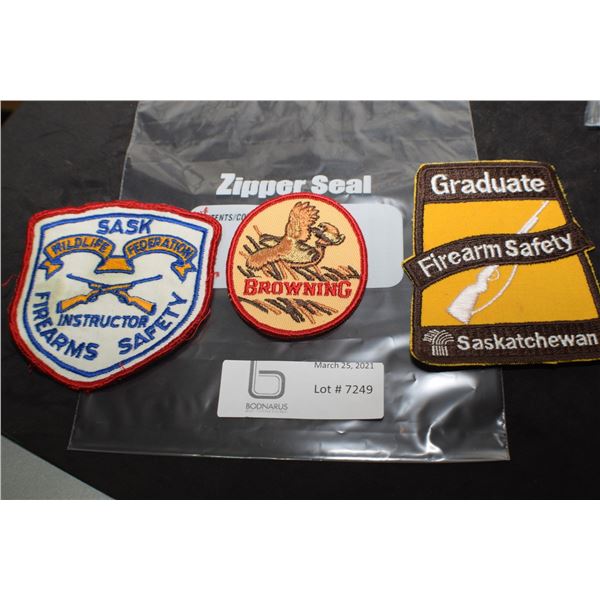 Zipper Seal
SASK
WILDLIFE FEDERATION
INSTRUCTOR
FIREARMS SAFETY
BROWNING
Graduate
Firearm Safety
Saskatchewan
March 25, 2021
Lot # 7249
BODNARUS